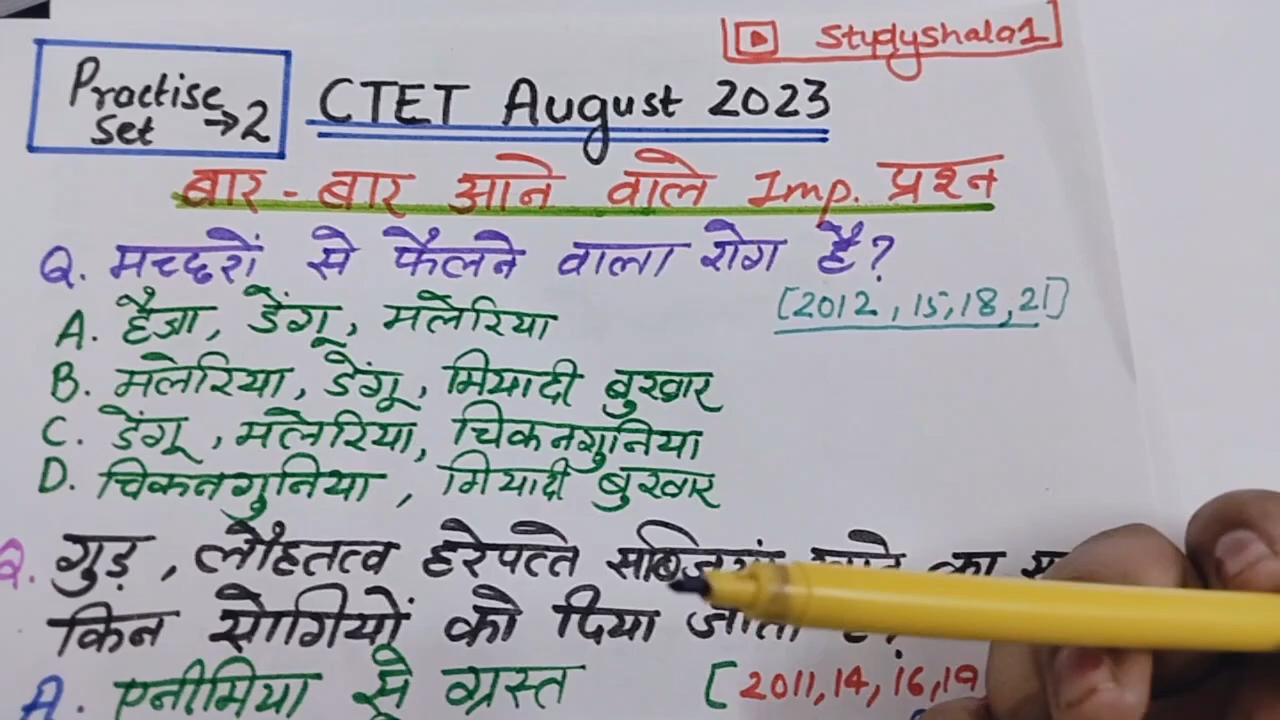 Studyshala1
Practise Set → 2
CTET August 2023
बार-बार आने वाले Imp. प्रश्न
Q. मच्छरों से फैलने वाला रोग है?
[2012, 15, 18, 21]
A. हैजा, डेंगू, मलेरिया
B. मलेरिया, डेंगू, मियादी बुखार
C. डेंगू, मलेरिया, चिकनगुनिया
D. चिकनगुनिया, मियादी बुखार
Q. गुड़, लौहतत्व हरेपत्ते सब्जियां का
किन रोगियों को दिया जाता है?
A. एनीमिया से ग्रस्त [2011, 14, 16, 19